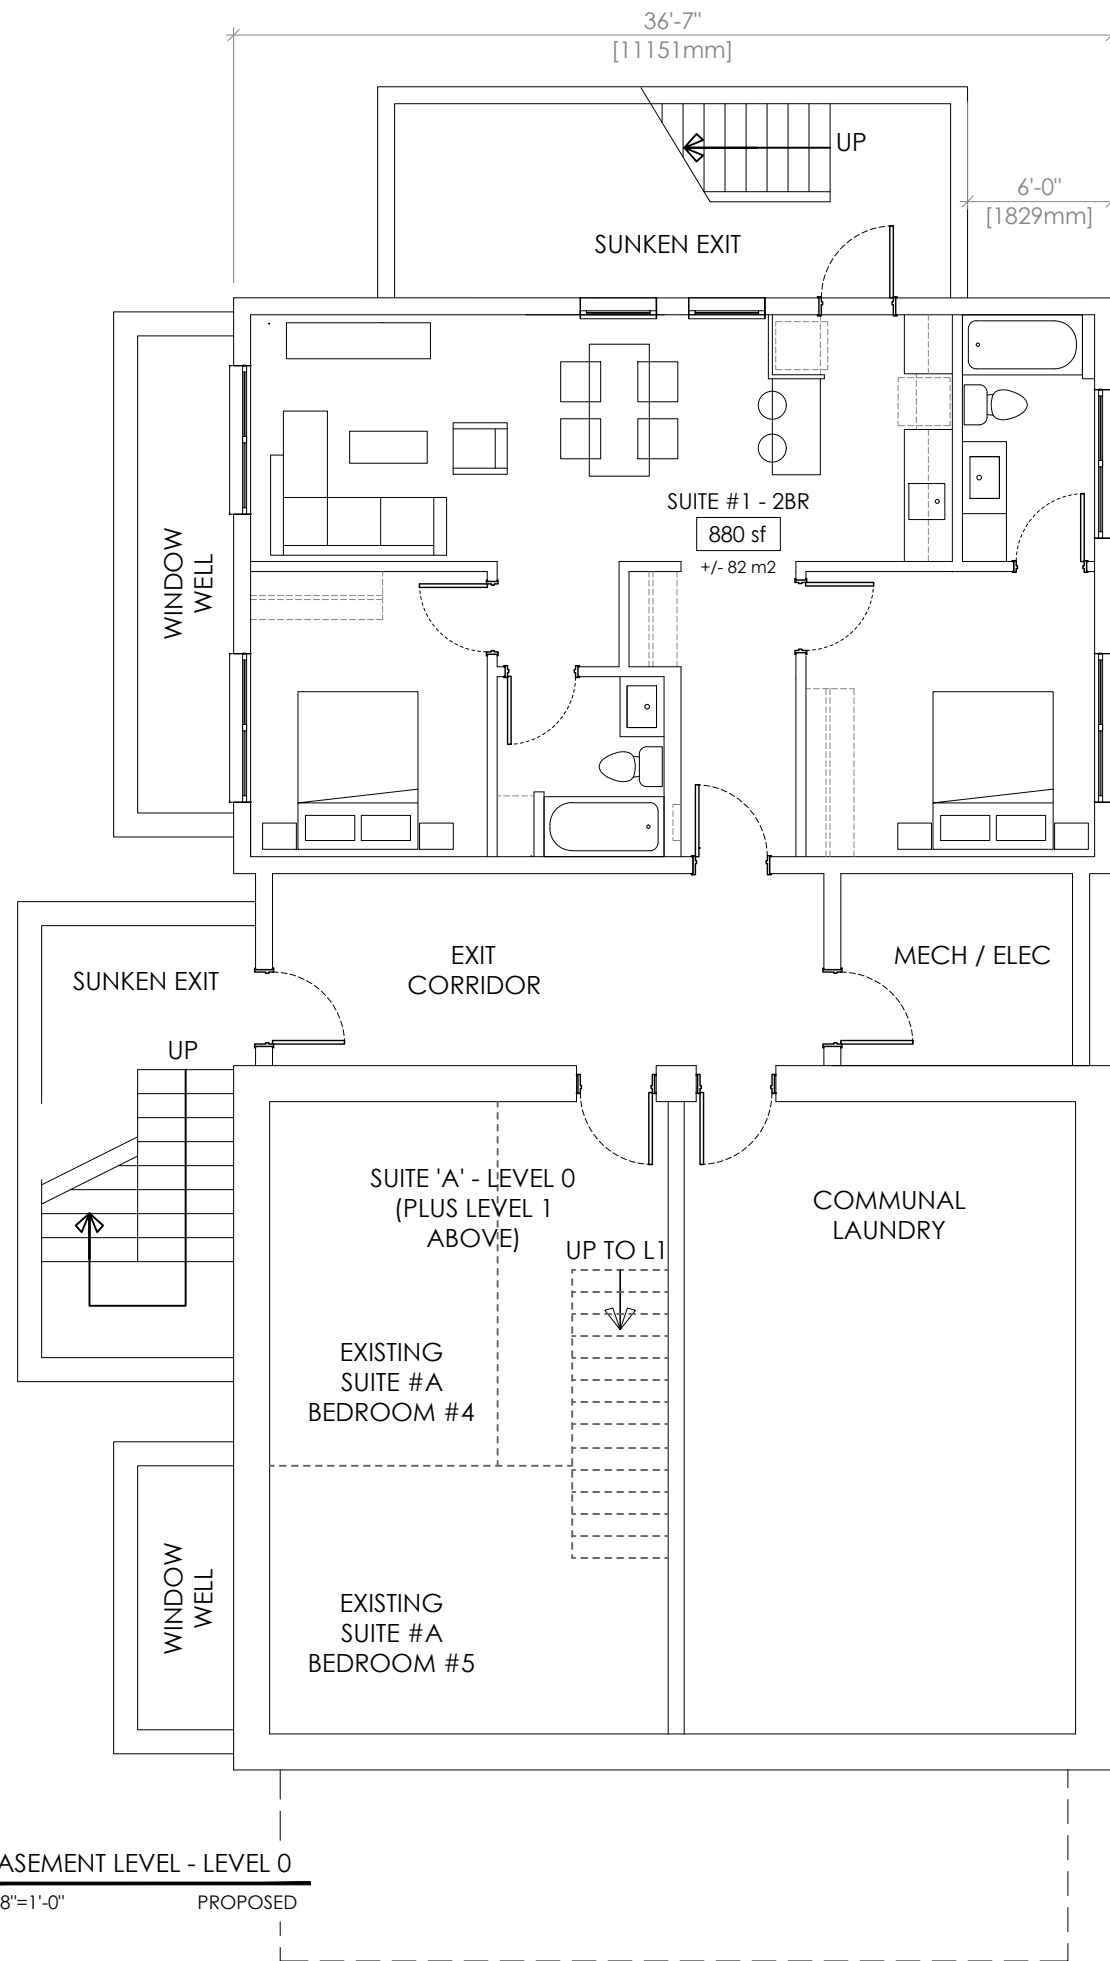 36'-7"
[11151mm]
UP
6'-0"
[1829mm]
SUNKEN EXIT
SUITE #1 - 2BR
880 sf
+/- 82 m2
WINDOW
WELL
EXIT
CORRIDOR
MECH / ELEC
SUNKEN EXIT
UP
SUITE 'A' - LEVEL 0
(PLUS LEVEL 1
ABOVE)
UP TO L1
COMMUNAL
LAUNDRY
EXISTING
SUITE #A
BEDROOM #4
WINDOW
WELL
EXISTING
SUITE #A
BEDROOM #5
ASEMENT LEVEL - LEVEL 0
8"=1'-0"
PROPOSED